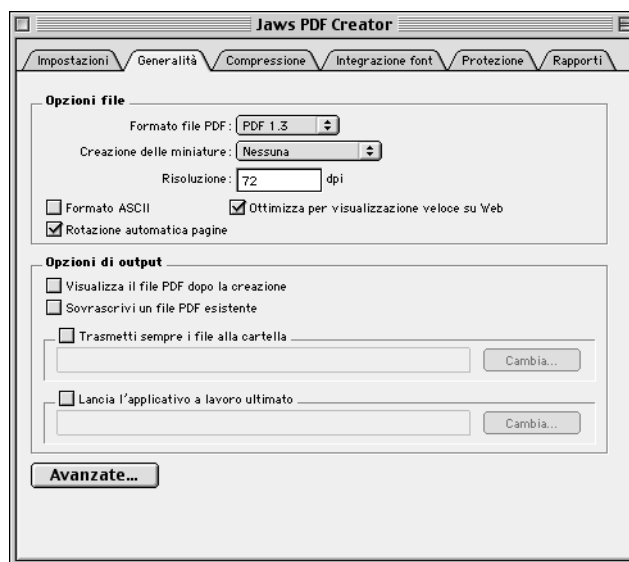 Jaws PDF Creator
Impostazioni Generalità Compressione Integrazione font Protezione Rapporti
Opzioni file
Formato file PDF: PDF 1.3
Creazione delle miniature: Nessuna
Risoluzione: 72 dpi
Formato ASCII Ottimizza per visualizzazione veloce su Web
Rotazione automatica pagine
Opzioni di output
Visualizza il file PDF dopo la creazione
Sovrascrivi un file PDF esistente
Trasmetti sempre i file alla cartella
Cambia...
Lancia l'applicativo a lavoro ultimato
Cambia...
Avanzate...